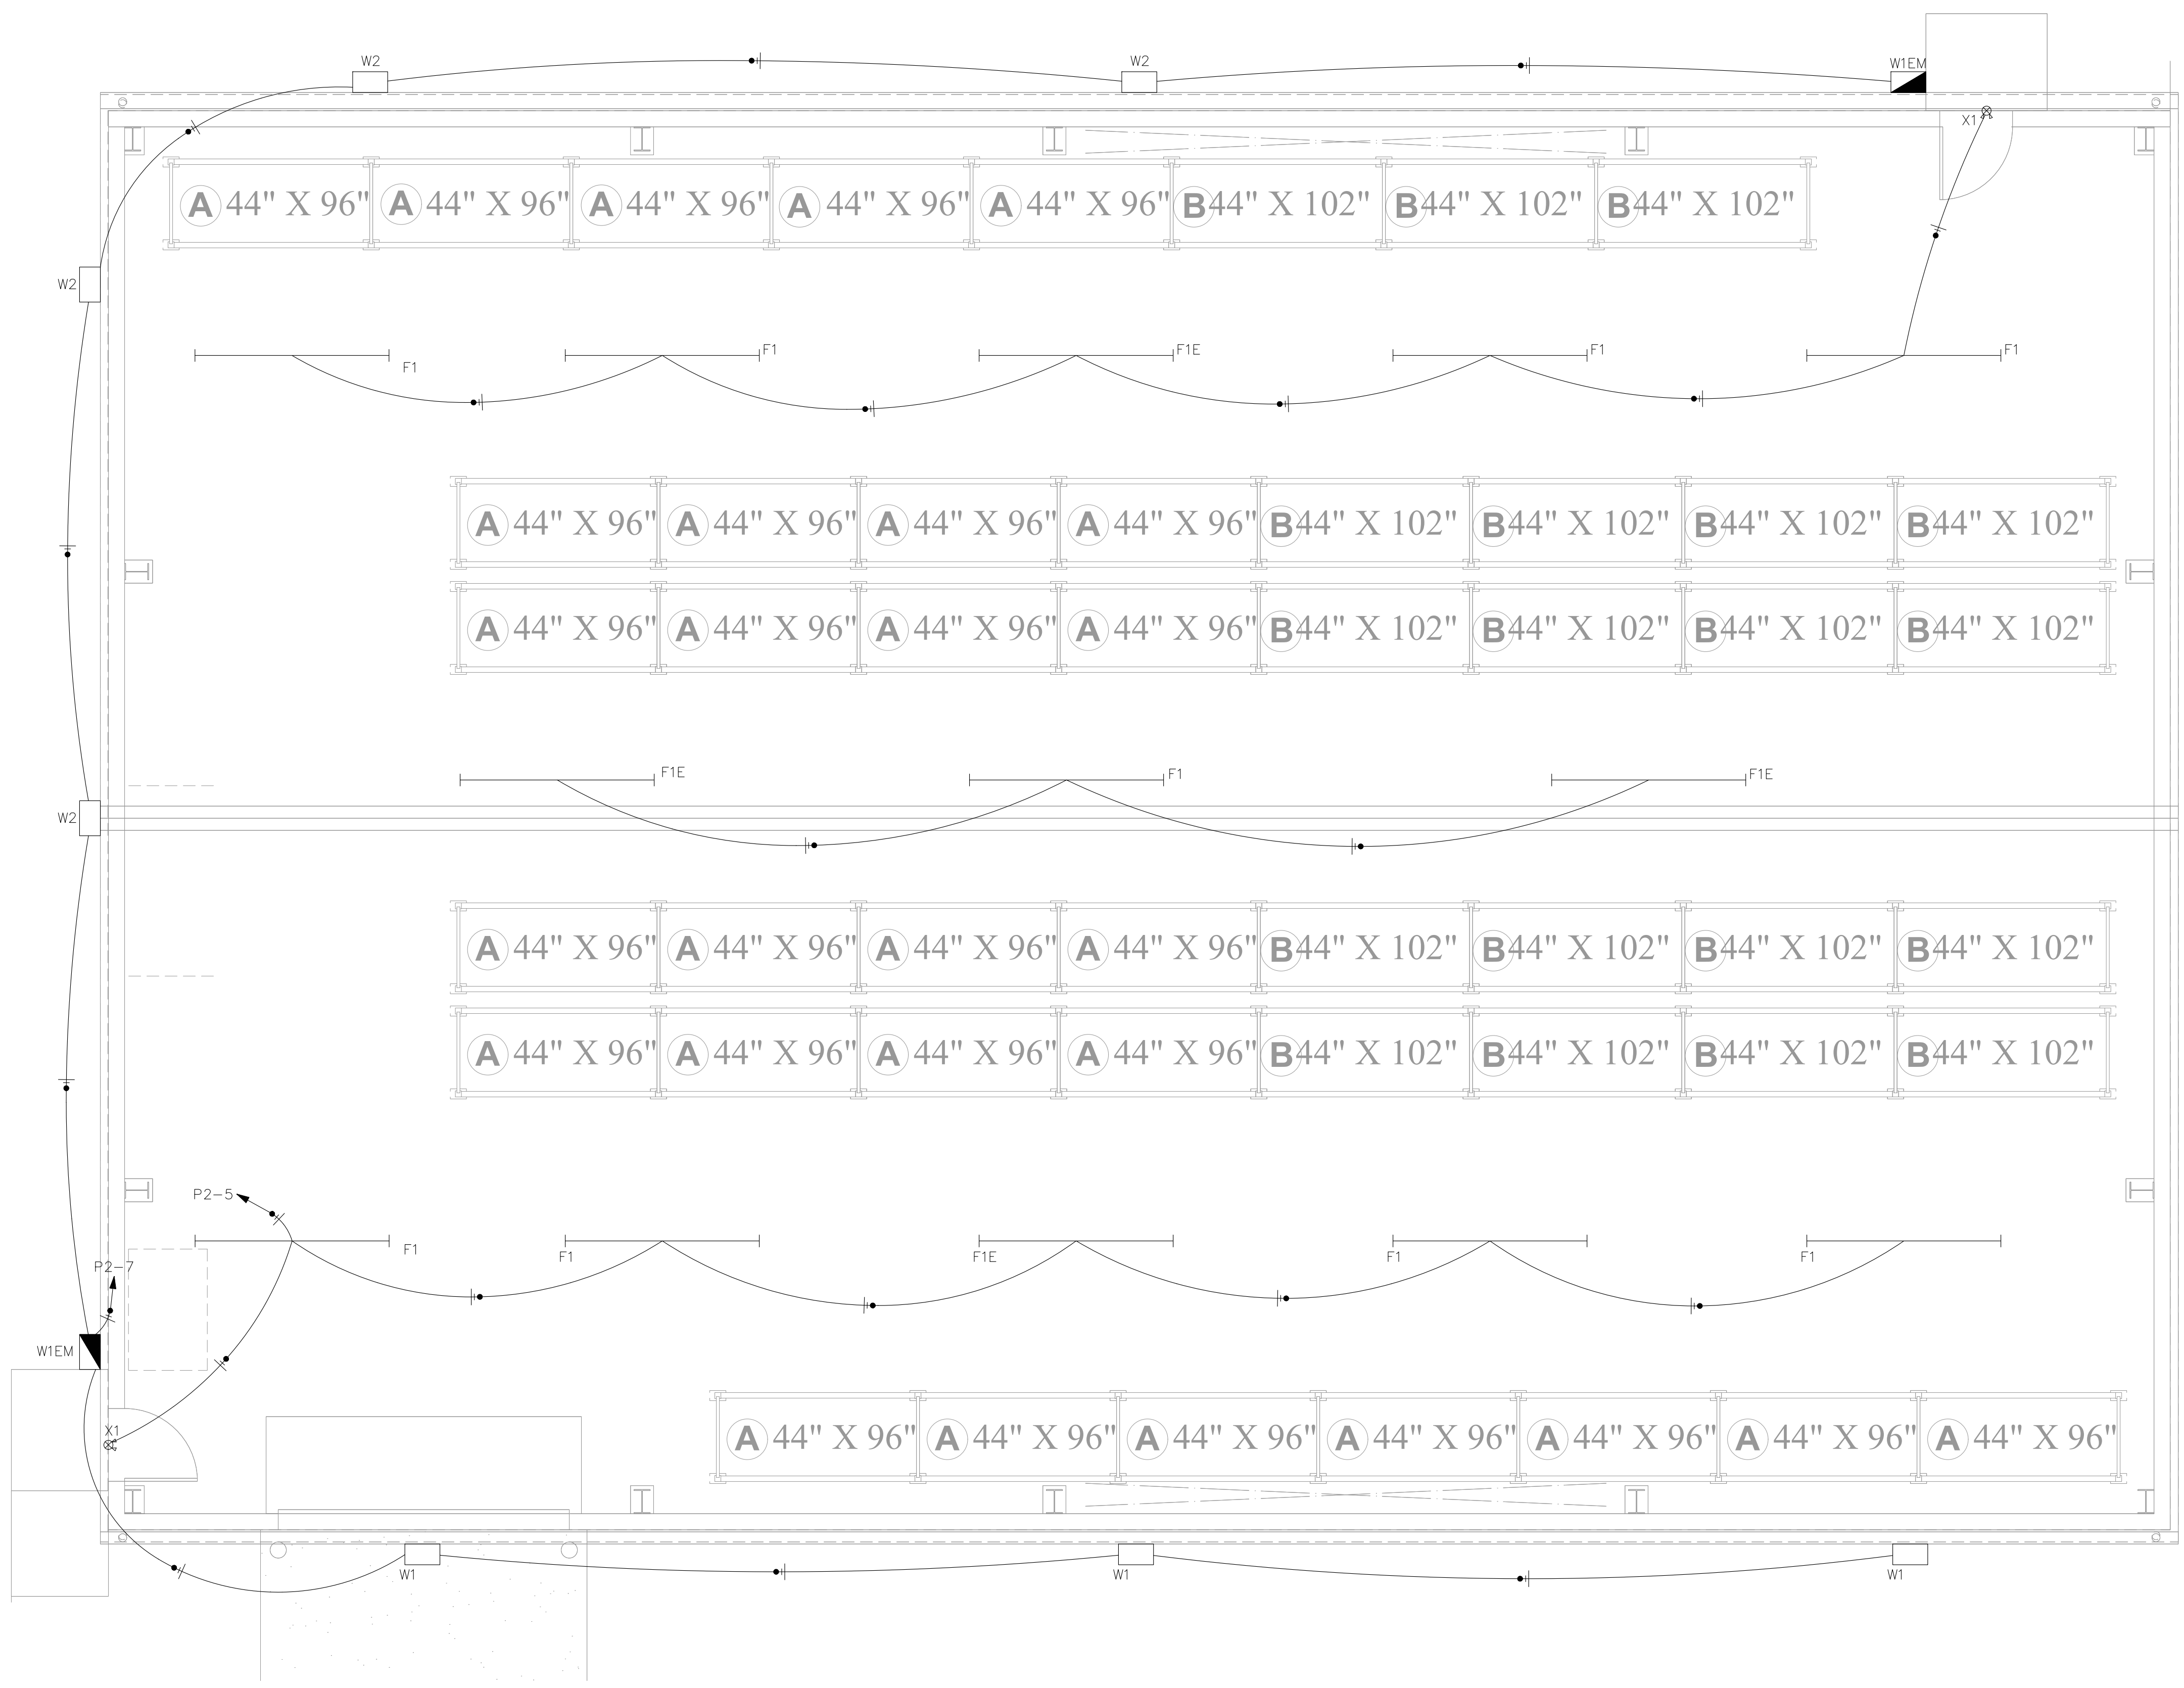 W2 W2 W1EM
X1
A 44" X 96" A 44" X 96" A 44" X 96" A 44" X 96" A 44" X 96" B 44" X 102" B 44" X 102" B 44" X 102"
W2
F1 F1 F1E F1 F1
A 44" X 96" A 44" X 96" A 44" X 96" A 44" X 96" B 44" X 102" B 44" X 102" B 44" X 102" B 44" X 102"
A 44" X 96" A 44" X 96" A 44" X 96" A 44" X 96" B 44" X 102" B 44" X 102" B 44" X 102" B 44" X 102"
F1E F1 F1E
W2
A 44" X 96" A 44" X 96" A 44" X 96" A 44" X 96" B 44" X 102" B 44" X 102" B 44" X 102" B 44" X 102"
A 44" X 96" A 44" X 96" A 44" X 96" A 44" X 96" B 44" X 102" B 44" X 102" B 44" X 102" B 44" X 102"
P2-5
F1 F1 F1E F1 F1
P2-7
W1EM
X1
A 44" X 96" A 44" X 96" A 44" X 96" A 44" X 96" A 44" X 96" A 44" X 96" A 44" X 96"
W1 W1 W1